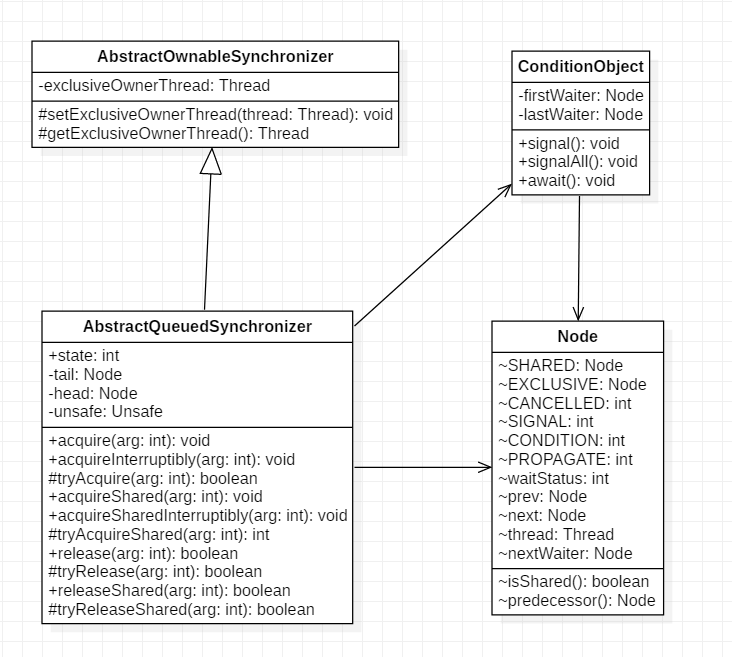 AbstractOwnableSynchronizer
-exclusiveOwnerThread: Thread
#setExclusiveOwnerThread(thread: Thread): void
#getExclusiveOwnerThread(): Thread
ConditionObject
-firstWaiter: Node
-lastWaiter: Node
+signal(): void
+signalAll(): void
+await(): void
AbstractQueuedSynchronizer
+state: int
-tail: Node
-head: Node
-unsafe: Unsafe
+acquire(arg: int): void
+acquireInterruptibly(arg: int): void
#tryAcquire(arg: int): boolean
+acquireShared(arg: int): void
+acquireSharedInterruptibly(arg: int): void
#tryAcquireShared(arg: int): int
+release(arg: int): boolean
#tryRelease(arg: int): boolean
+releaseShared(arg: int): boolean
#tryReleaseShared(arg: int): boolean
Node
~SHARED: Node
~EXCLUSIVE: Node
~CANCELLED: int
~SIGNAL: int
~CONDITION: int
~PROPAGATE: int
~waitStatus: int
~prev: Node
~next: Node
~thread: Thread
~nextWaiter: Node
~isShared(): boolean
~predecessor(): Node